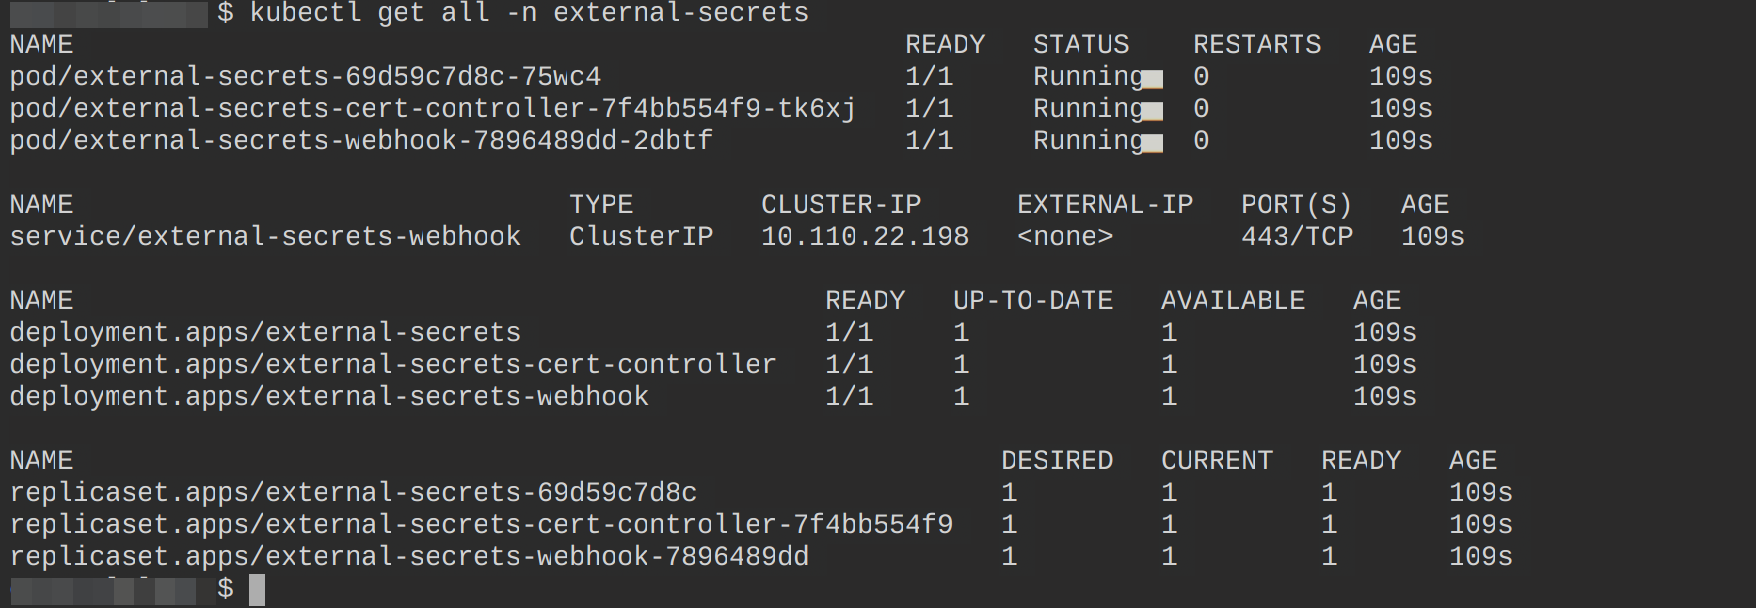 $ kubectl get all -n external-secrets
NAME READY STATUS RESTARTS AGE
pod/external-secrets-69d59c7d8c-75wc4 1/1 Running 0 109s
pod/external-secrets-cert-controller-7f4bb554f9-tk6xj 1/1 Running 0 109s
pod/external-secrets-webhook-7896489dd-2dbtf 1/1 Running 0 109s
NAME TYPE CLUSTER-IP EXTERNAL-IP PORT(S) AGE
service/external-secrets-webhook ClusterIP 10.110.22.198 <none> 443/TCP 109s
NAME READY UP-TO-DATE AVAILABLE AGE
deployment.apps/external-secrets 1/1 1 1 109s
deployment.apps/external-secrets-cert-controller 1/1 1 1 109s
deployment.apps/external-secrets-webhook 1/1 1 1 109s
NAME DESIRED CURRENT READY AGE
replicaset.apps/external-secrets-69d59c7d8c 1 1 1 109s
replicaset.apps/external-secrets-cert-controller-7f4bb554f9 1 1 1 109s
replicaset.apps/external-secrets-webhook-7896489dd 1 1 1 109s
$